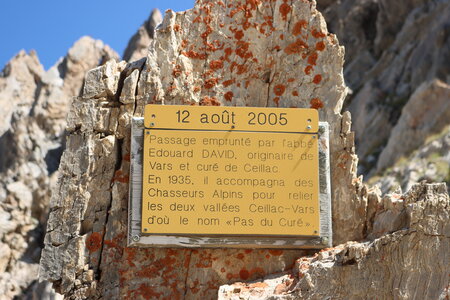 12 août 2005
Passage emprunté par l'abbé
Edouard DAVID, originaire de
Vars et curé de Ceillac.
En 1935, il accompagna des
Chasseurs Alpins pour relier
les deux vallées Ceillac-Vars
d'où le nom «Pas du Curé».